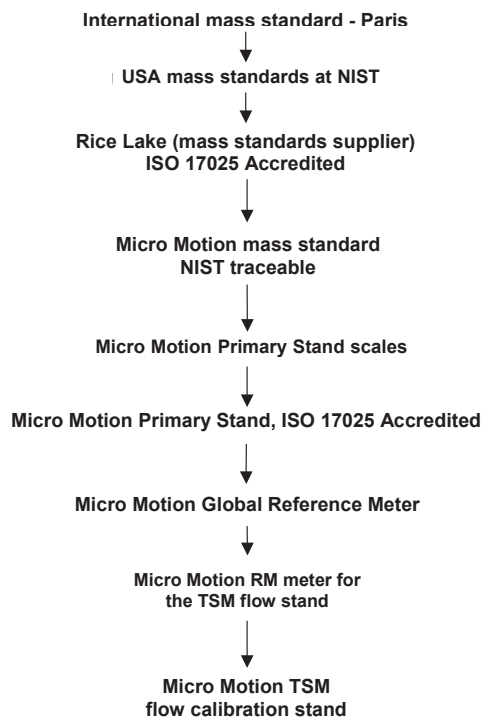 International mass standard - Paris
USA mass standards at NIST
Rice Lake (mass standards supplier)
ISO 17025 Accredited
Micro Motion mass standard
NIST traceable
Micro Motion Primary Stand scales
Micro Motion Primary Stand, ISO 17025 Accredited
Micro Motion Global Reference Meter
Micro Motion RM meter for
the TSM flow stand
Micro Motion TSM
flow calibration stand